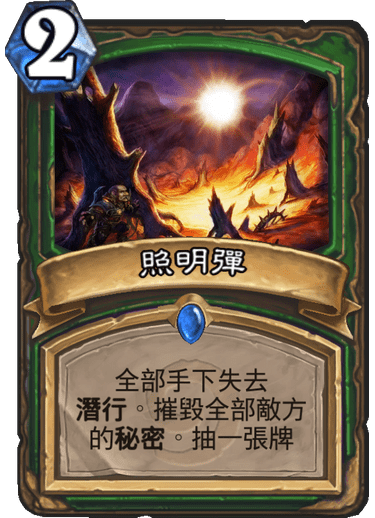 2
照明彈
全部手下失去
潛行。摧毀全部敵方
的秘密。抽一張牌